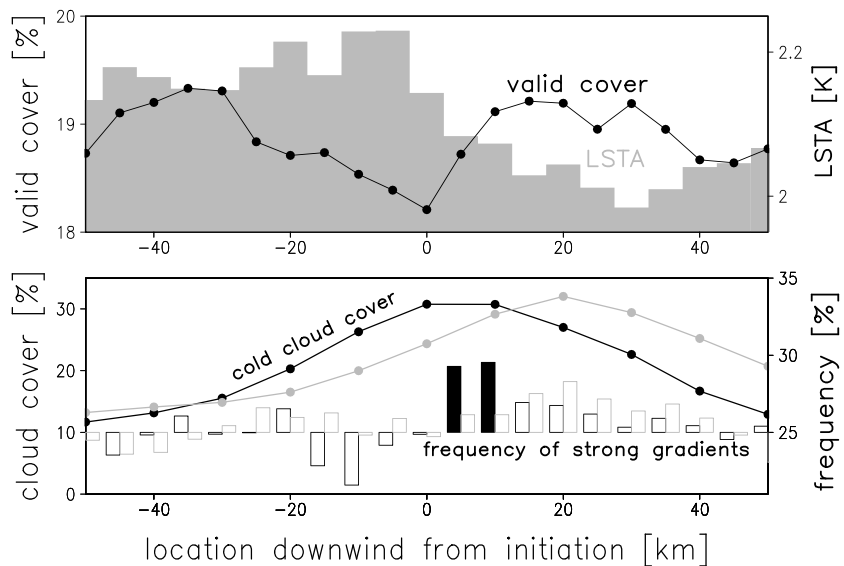 20
19
18
valid cover [%]
valid cover
LSTA
2.2
2
LSTA [K]
−40 −20 0 20 40
30
20
10
0
cloud cover [%]
cold cloud cover
frequency of strong gradients
35
30
25
frequency [%]
−40 −20 0 20 40
location downwind from initiation [km]